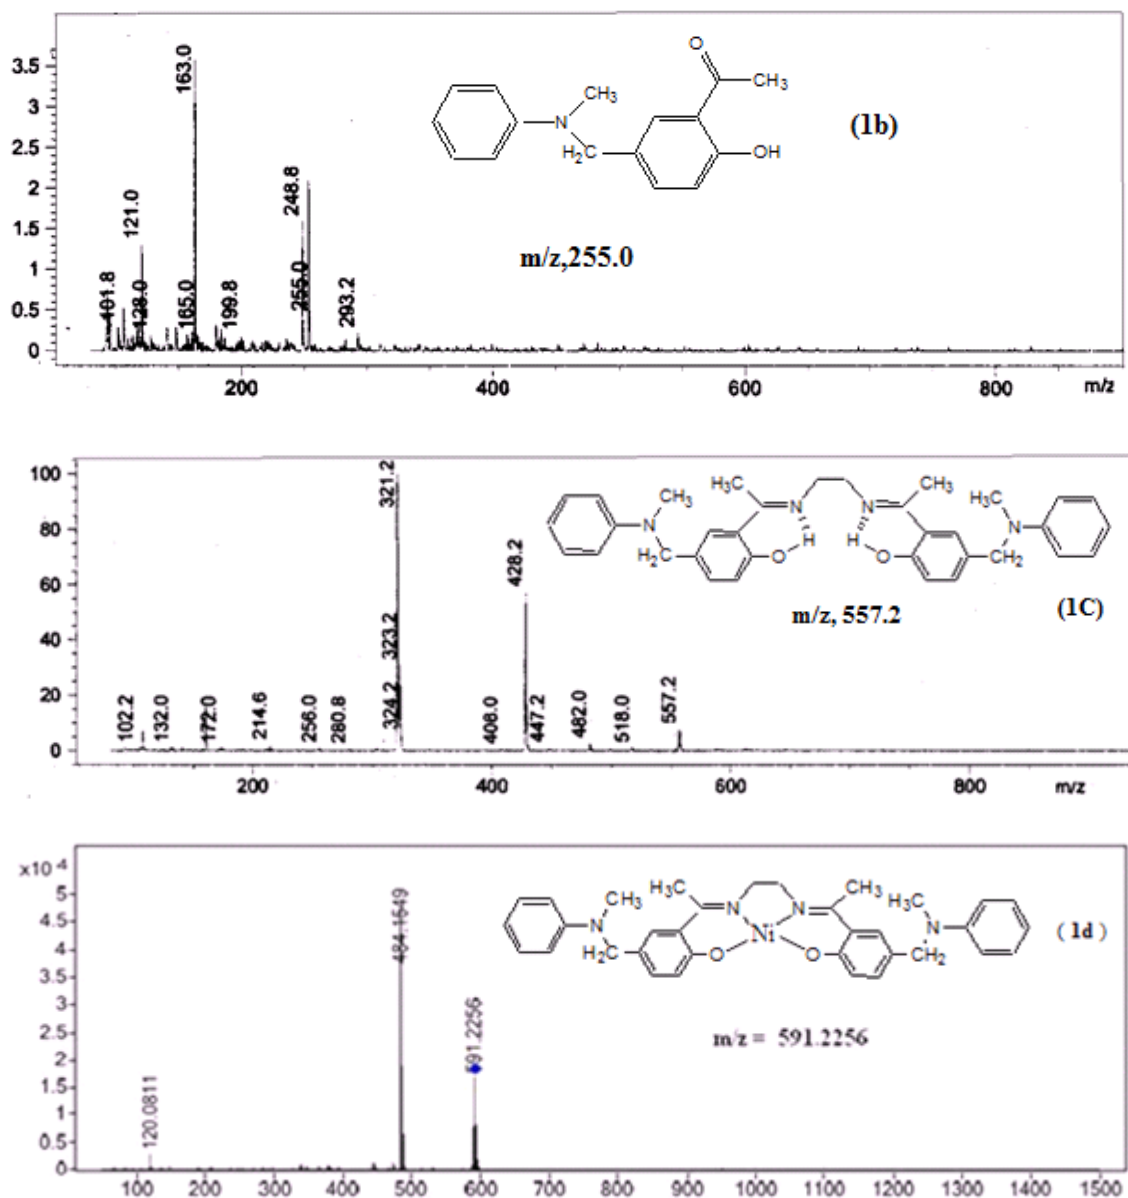 3.5
3
2.5
2
1.5
1
0.5
0
101.8
121.0
128.0
163.0
165.0
199.8
248.8
255.0
293.2
O
CH3
CH3
N
H2C
OH
(1b)
m/z,255.0
200
400
600
800
m/z
100
80
60
40
20
0
102.2
132.0
172.0
214.6
256.0
280.8
321.2
323.2
324.2
408.0
428.2
447.2
482.0
518.0
557.2
H3C
N
N
CH3
CH3
N
H2C
O
H
H
O
H3C
N
CH2
m/z, 557.2
(1C)
200
400
600
800
m/z
x10 4
5
4.5
4
3.5
3
2.5
2
1.5
1
0.5
0
120.0811
484.1549
591.2256
H3C
N
N
CH3
CH3
N
H2C
O
Ni
O
H3C
N
CH2
( 1d )
m/z = 591.2256
100 200 300 400 500 600 700 800 900 1000 1100 1200 1300 1400 1500